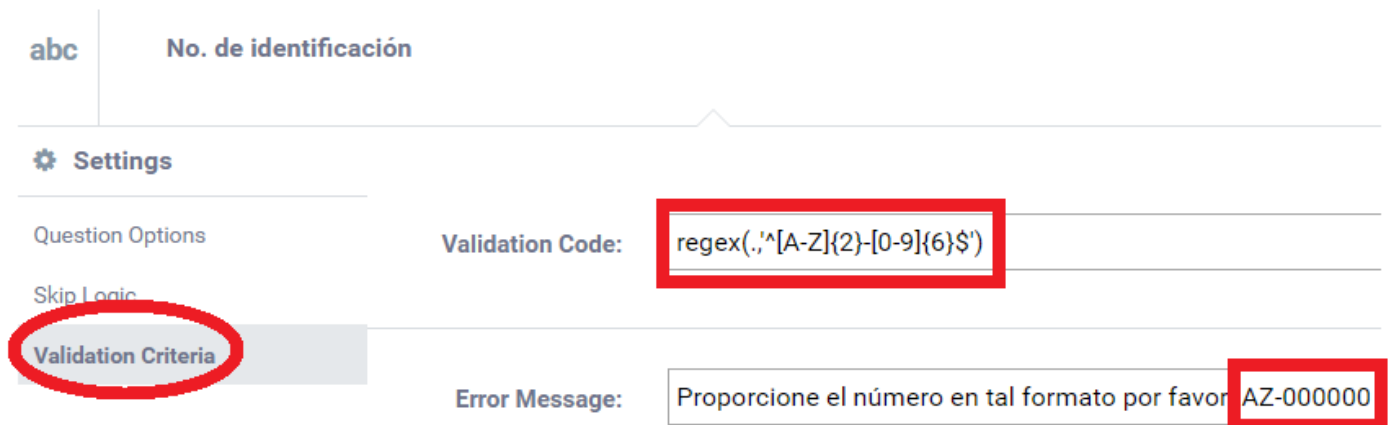 abc
No. de identificación
Settings
Question Options
Validation Code:
regex(.,'^[A-Z]{2}-[0-9]{6}$')
Skip Logic
Validation Criteria
Error Message:
Proporcione el número en tal formato por favor AZ-000000